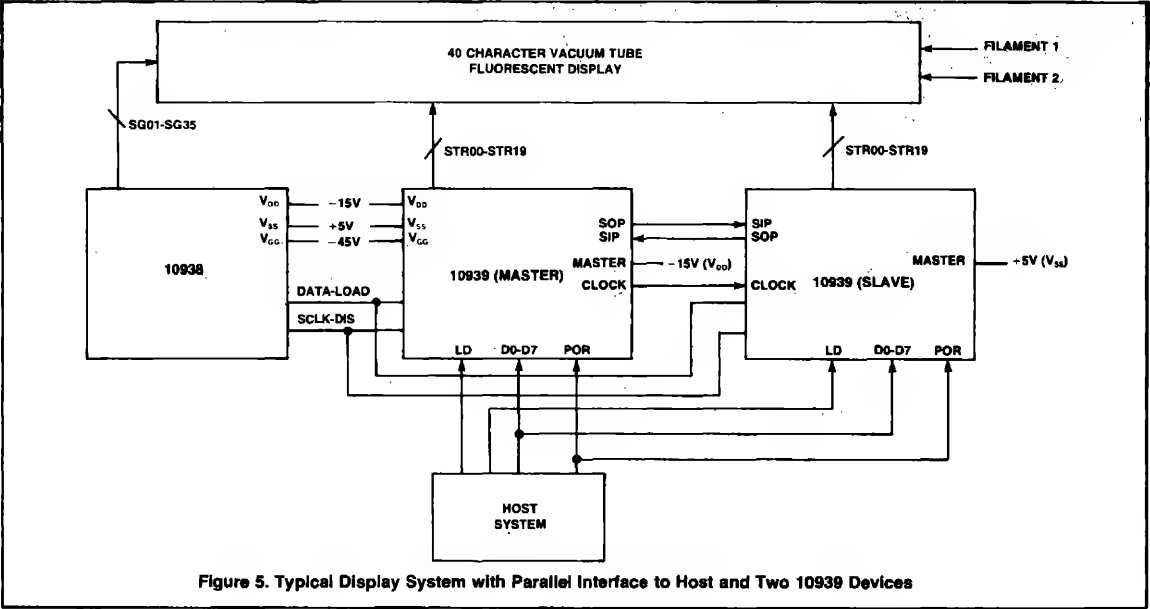 40 CHARACTER VACUUM TUBE
FLUORESCENT DISPLAY
FILAMENT 1
FILAMENT 2
SG01-SG35
STR00-STR19
STR00-STR19
VDD
−15V
VDD
VSS
+5V
VSS
VGG
−45V
VGG
10938
DATA-LOAD
SCLK-DIS
SOP
SIP
MASTER
−15V (VDD)
10939 (MASTER)
CLOCK
LD
D0-D7
POR
SIP
SOP
MASTER
+5V (VSS)
CLOCK
10939 (SLAVE)
LD
D0-D7
POR
HOST
SYSTEM
Figure 5. Typical Display System with Parallel Interface to Host and Two 10939 Devices